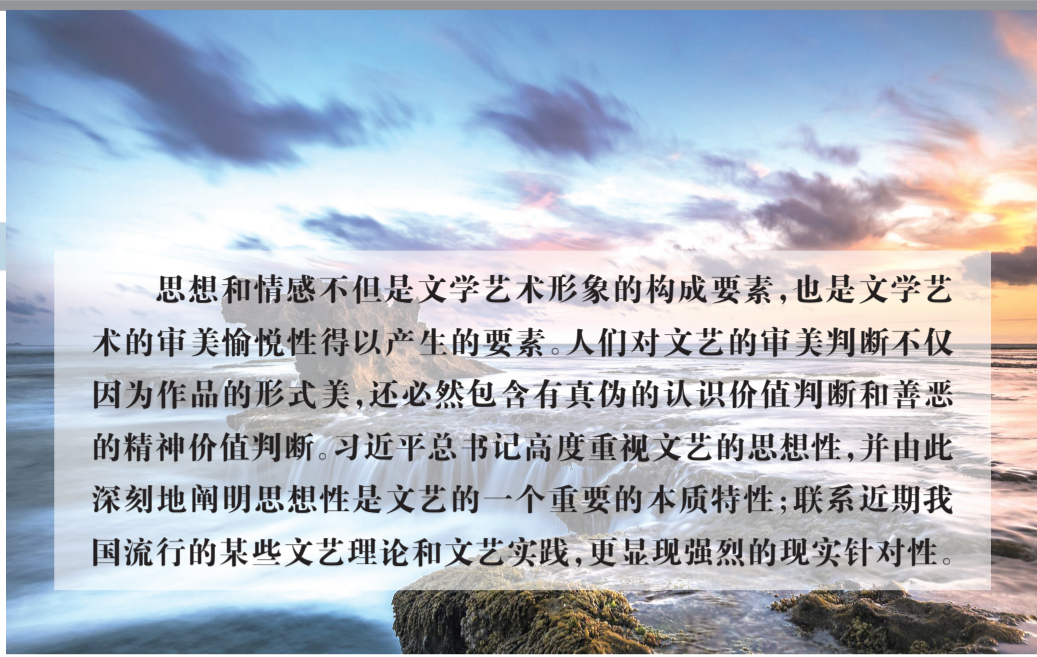 思想和情感不但是文学艺术形象的构成要素,也是文学艺
术的审美愉悦性得以产生的要素。人们对文艺的审美判断不仅
因为作品的形式美,还必然包含有真伪的认识价值判断和善恶
的精神价值判断。习近平总书记高度重视文艺的思想性,并由此
深刻地阐明思想性是文艺的一个重要的本质特性;联系近期我
国流行的某些文艺理论和文艺实践,更显现强烈的现实针对性。